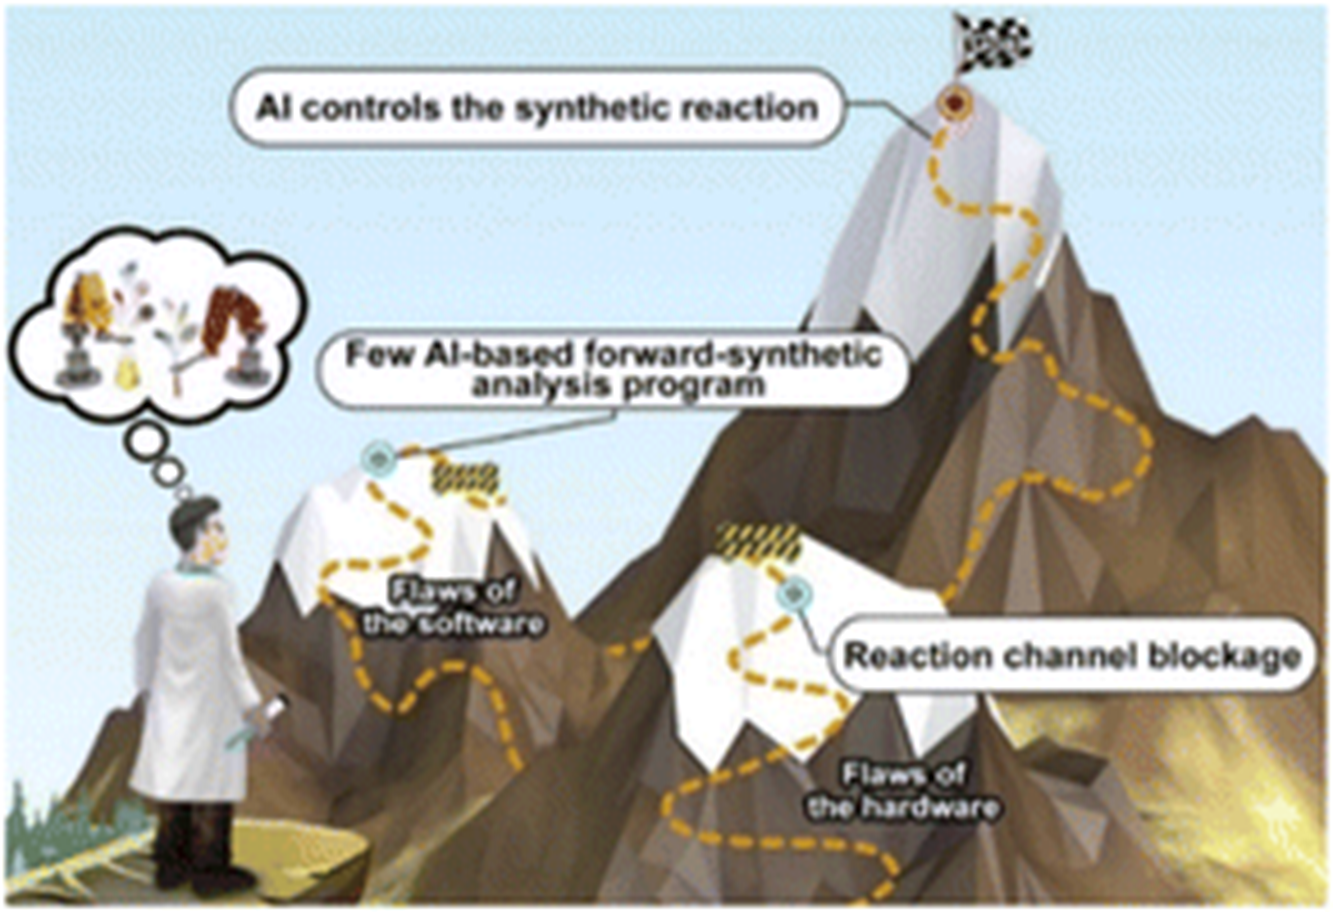 AI controls the synthetic reaction
Few AI-based forward-synthetic
analysis program
Flaws of
the software
Reaction channel blockage
Flaws of
the hardware